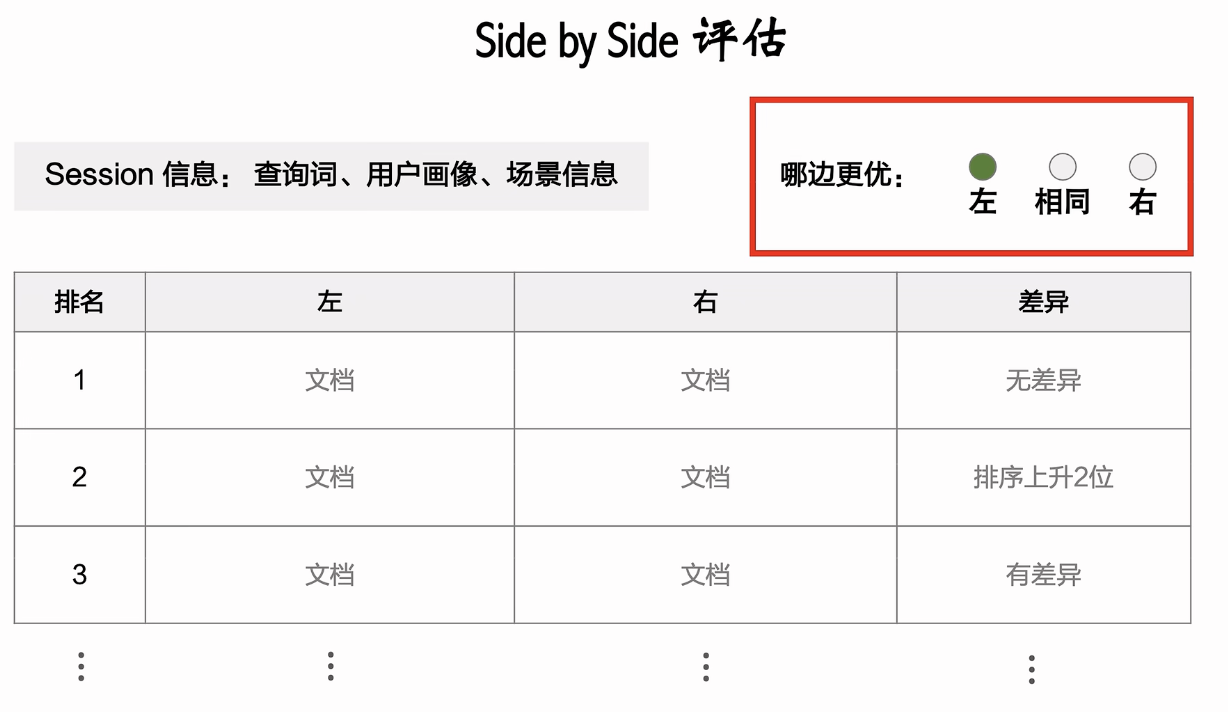 Side by Side 评估
Session 信息： 查询词、用户画像、场景信息
哪边更优：
左 相同 右
排名 左 右 差异
1 文档 文档 无差异
2 文档 文档 排序上升2位
3 文档 文档 有差异